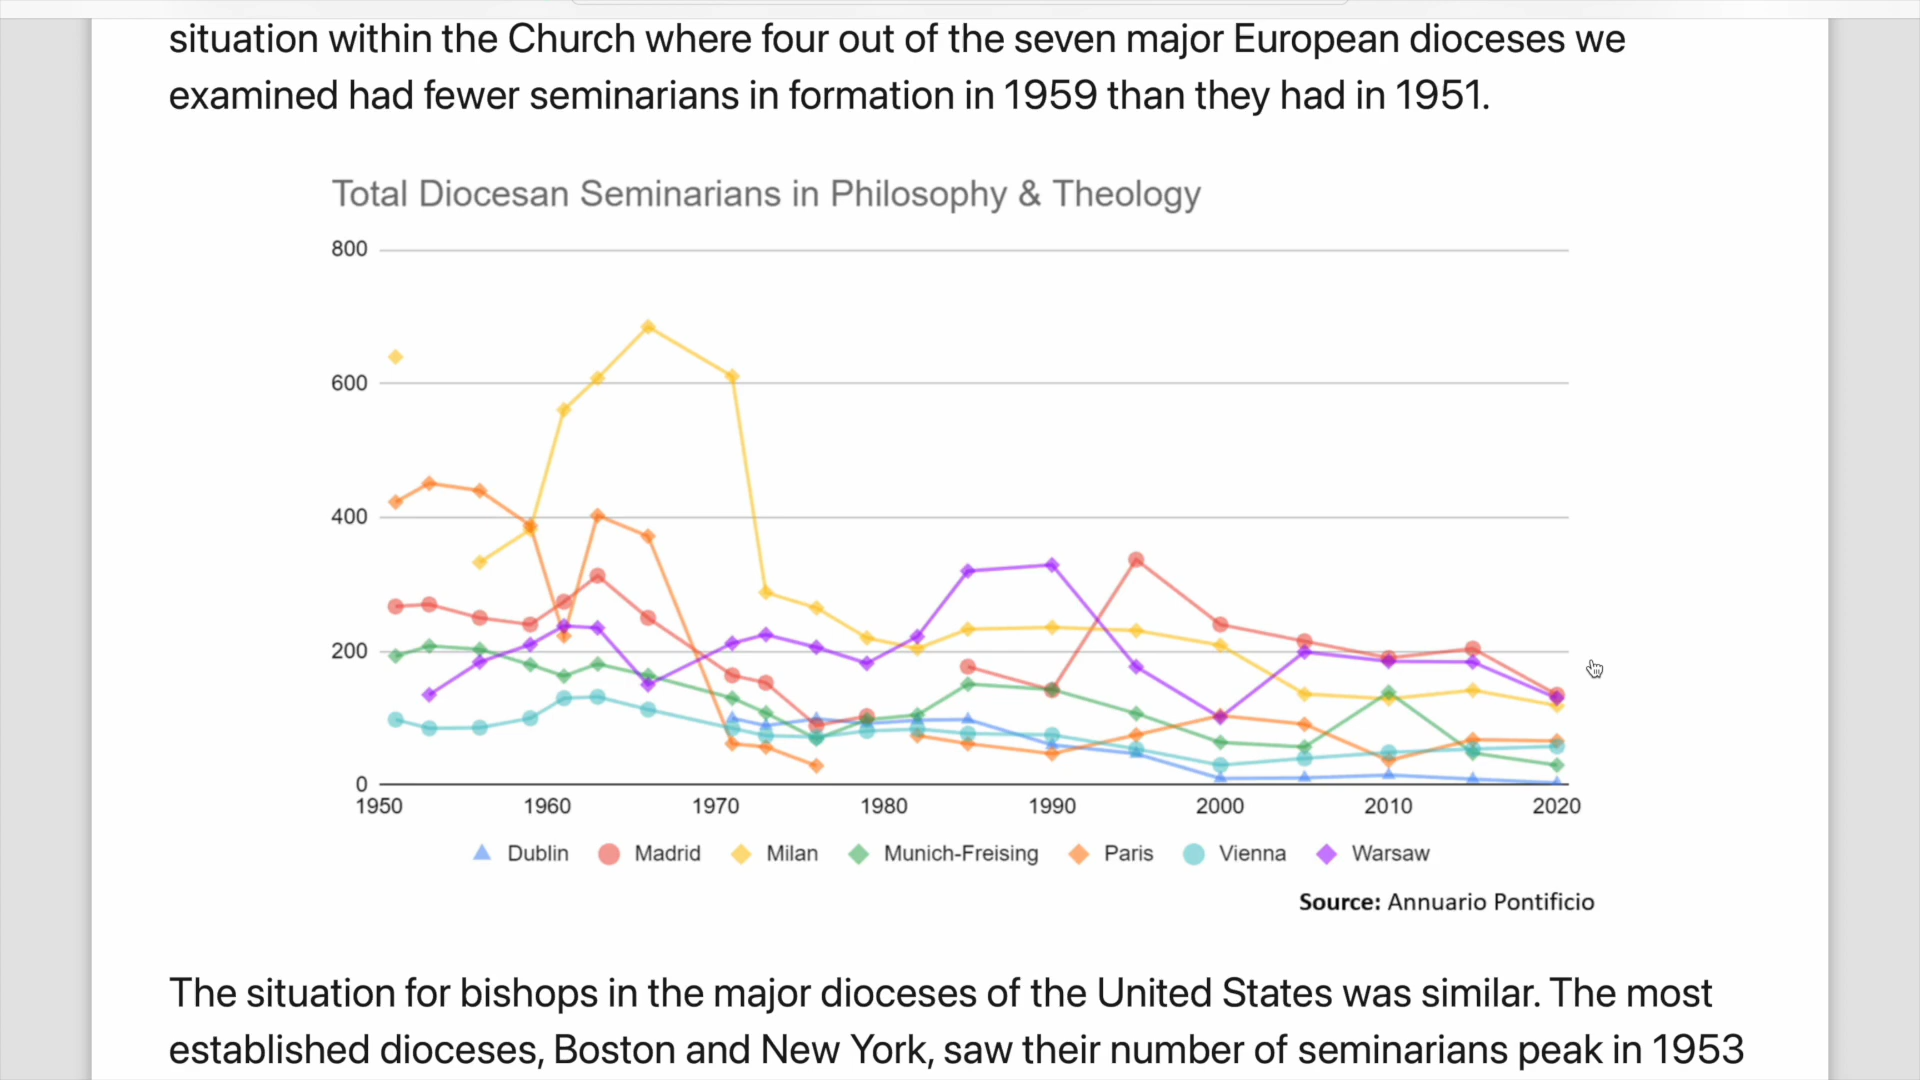 situation within the Church where four out of the seven major European dioceses we
examined had fewer seminarians in formation in 1959 than they had in 1951.
Total Diocesan Seminarians in Philosophy & Theology
800
600
400
200
0
1950 1960 1970 1980 1990 2000 2010 2020
Dublin Madrid Milan Munich-Freising Paris Vienna Warsaw
Source: Annuario Pontificio
The situation for bishops in the major dioceses of the United States was similar. The most
established dioceses, Boston and New York, saw their number of seminarians peak in 1953